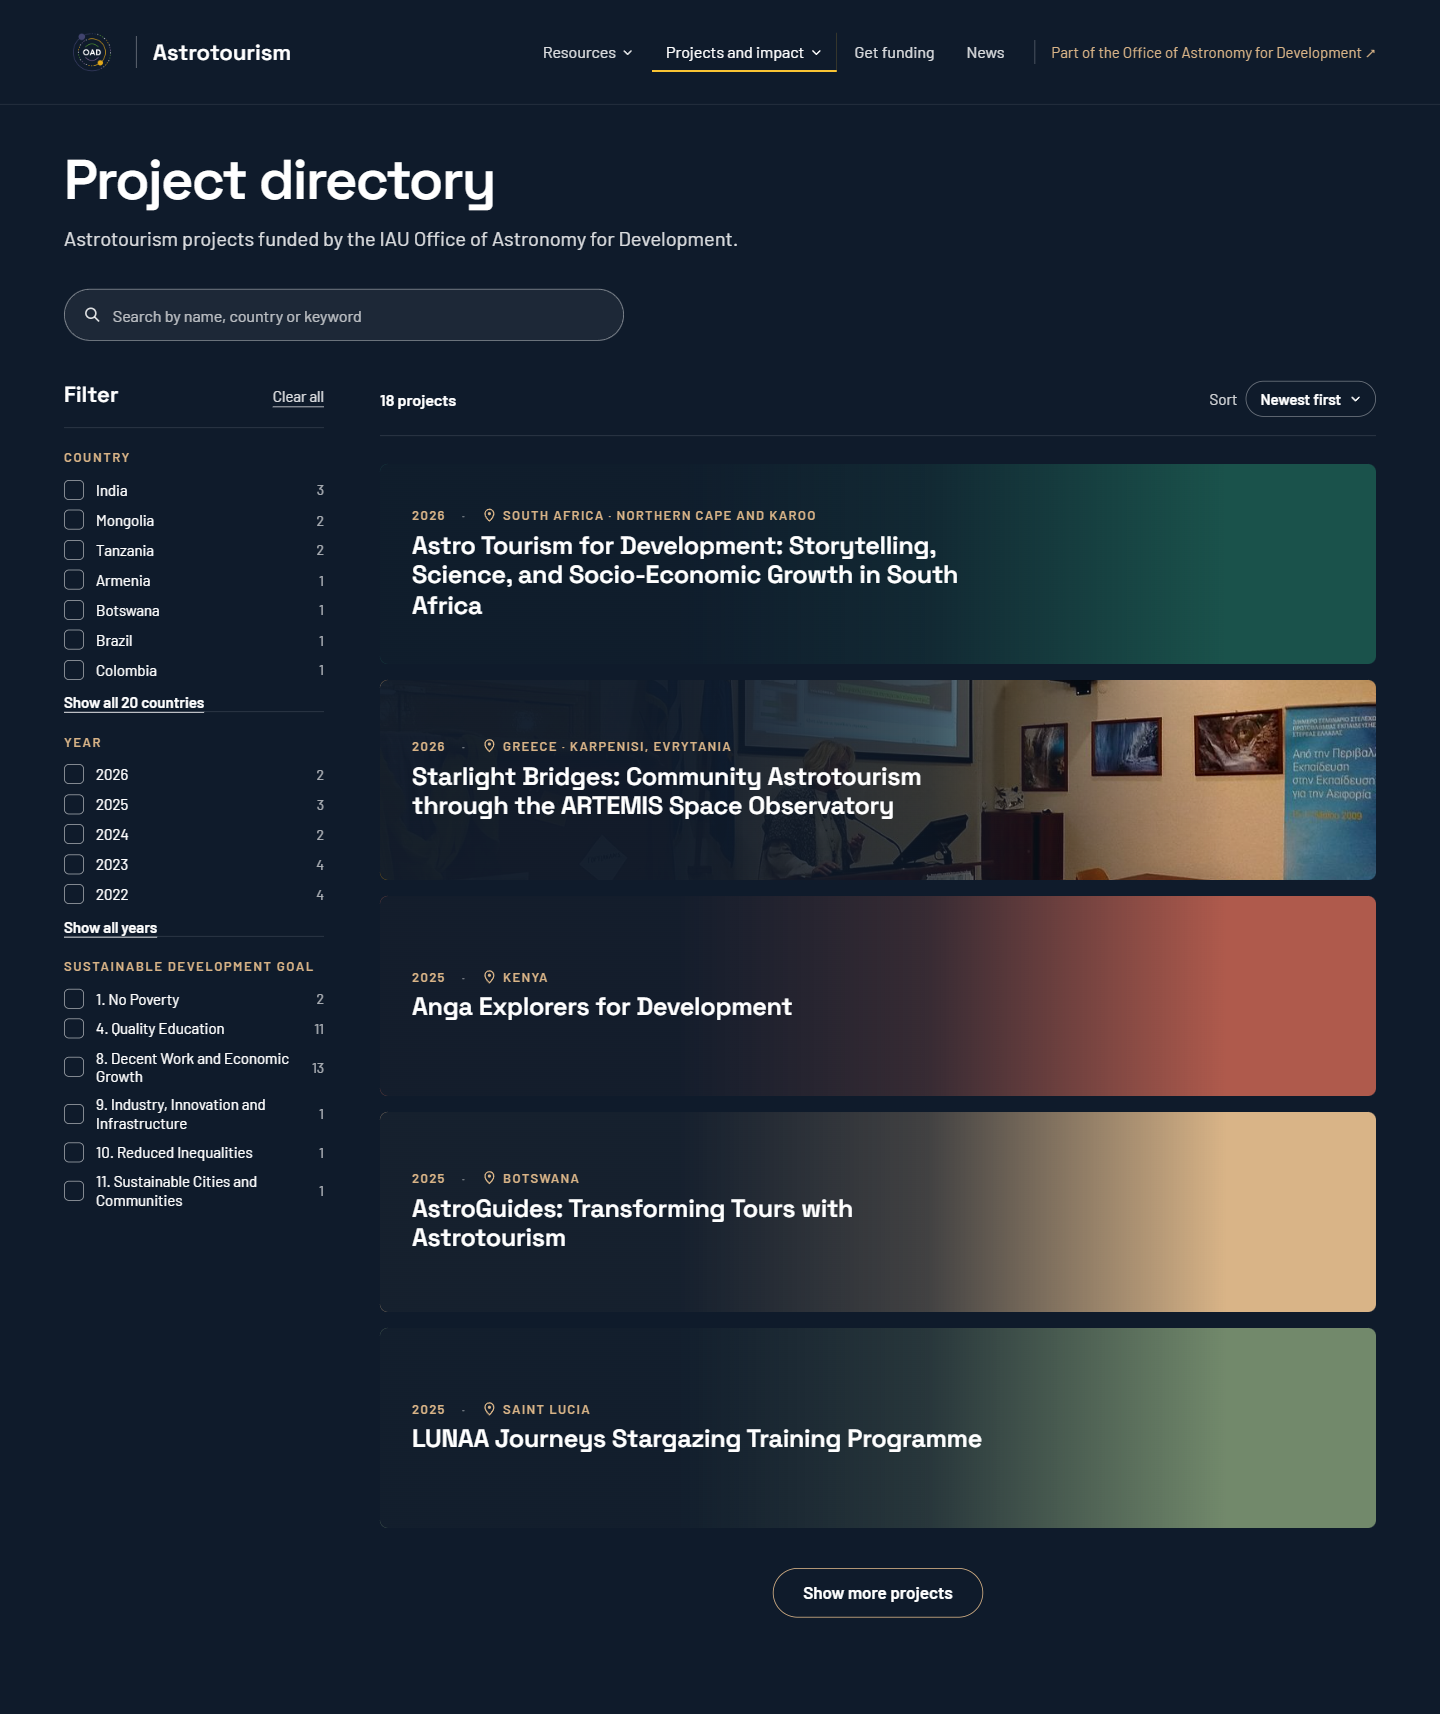 OAD
Astrotourism
Resources
Projects and impact
Get funding
News
Part of the Office of Astronomy for Development ↗
Project directory
Astrotourism projects funded by the IAU Office of Astronomy for Development.
Search by name, country or keyword
Filter
Clear all
COUNTRY
India 3
Mongolia 2
Tanzania 2
Armenia 1
Botswana 1
Brazil 1
Colombia 1
Show all 20 countries
YEAR
2026 2
2025 3
2024 2
2023 4
2022 4
Show all years
SUSTAINABLE DEVELOPMENT GOAL
1. No Poverty 2
4. Quality Education 11
8. Decent Work and Economic
Growth 13
9. Industry, Innovation and
Infrastructure 1
10. Reduced Inequalities 1
11. Sustainable Cities and
Communities 1
18 projects
Sort Newest first
2026 · SOUTH AFRICA · NORTHERN CAPE AND KAROO
Astro Tourism for Development: Storytelling,
Science, and Socio-Economic Growth in South
Africa
2026 · GREECE · KARPENISI, EVRYTANIA
Starlight Bridges: Community Astrotourism
through the ARTEMIS Space Observatory
Από την Περιβαλ
Εκπαίδευση
στην Εκπαίδευση
για την Αειφορία
2025 · KENYA
Anga Explorers for Development
2025 · BOTSWANA
AstroGuides: Transforming Tours with
Astrotourism
2025 · SAINT LUCIA
LUNAA Journeys Stargazing Training Programme
Show more projects